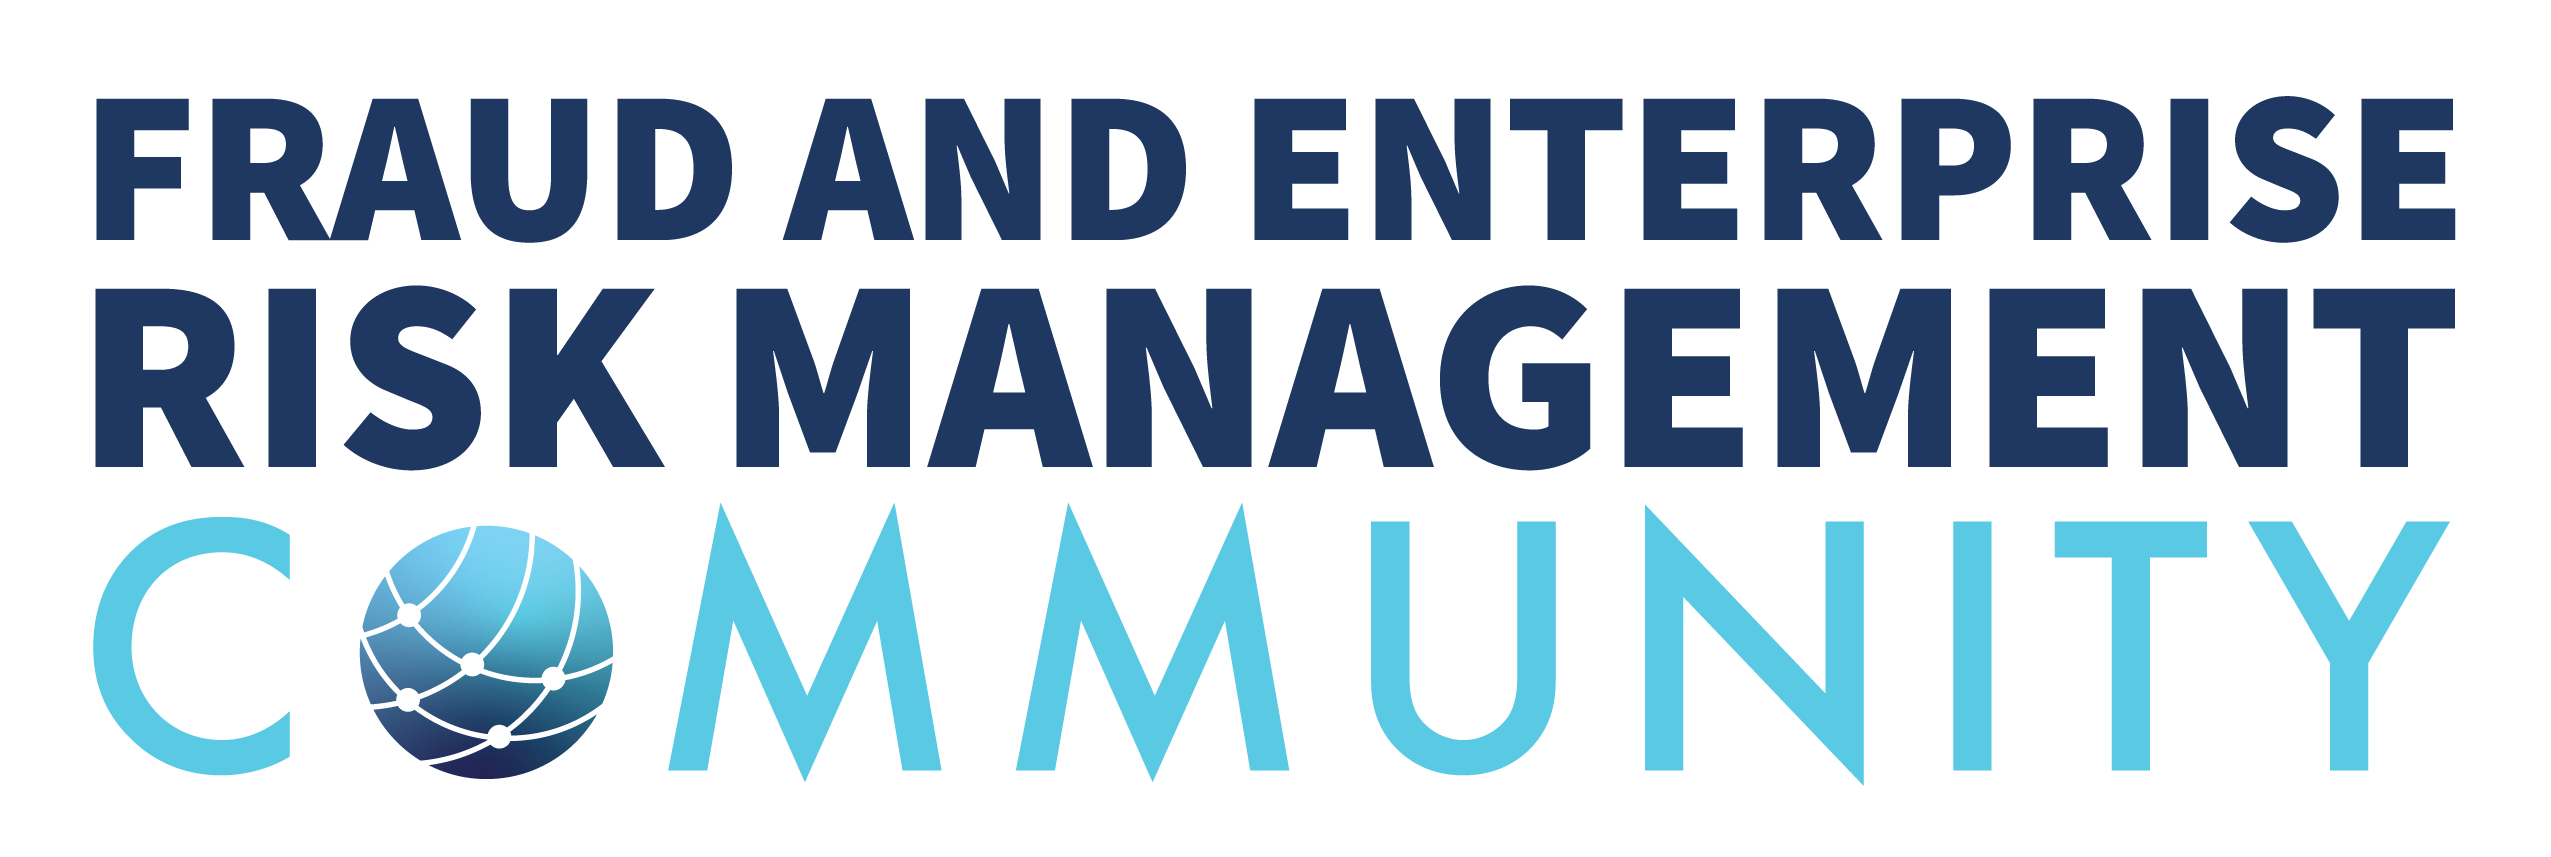 FRAUD AND ENTERPRISE
RISK MANAGEMENT
COMMUNITY